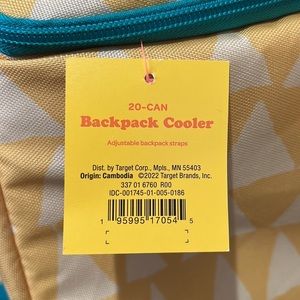 20-CAN
Backpack Cooler
Adjustable backpack straps
Dist. by Target Corp., Mpls., MN 55403
Origin: Cambodia ©2022 Target Brands, Inc.
337 01 6760 R00
IDC-001745-01-005-0186
1 95995 17054 5